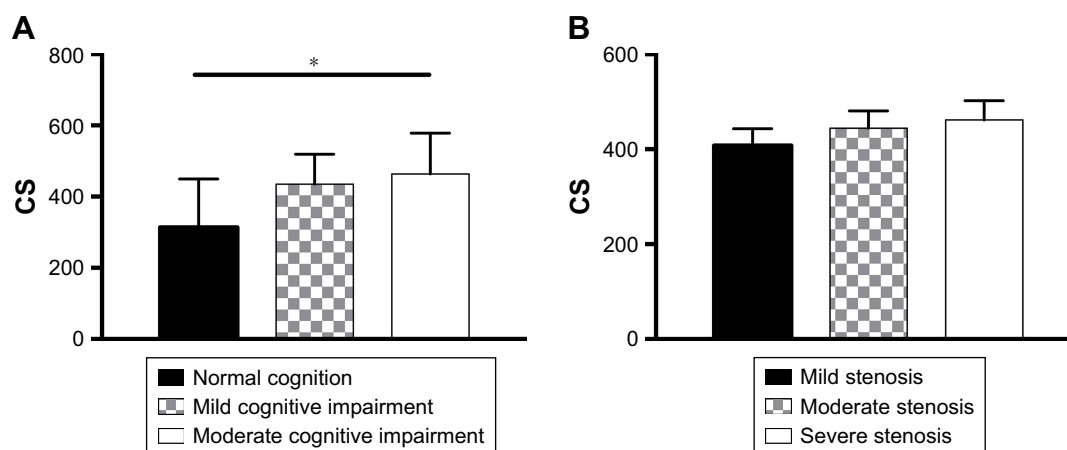 A
800
600
400
200
0
CS
*
Normal cognition
Mild cognitive impairment
Moderate cognitive impairment
B
600
400
200
0
CS
Mild stenosis
Moderate stenosis
Severe stenosis